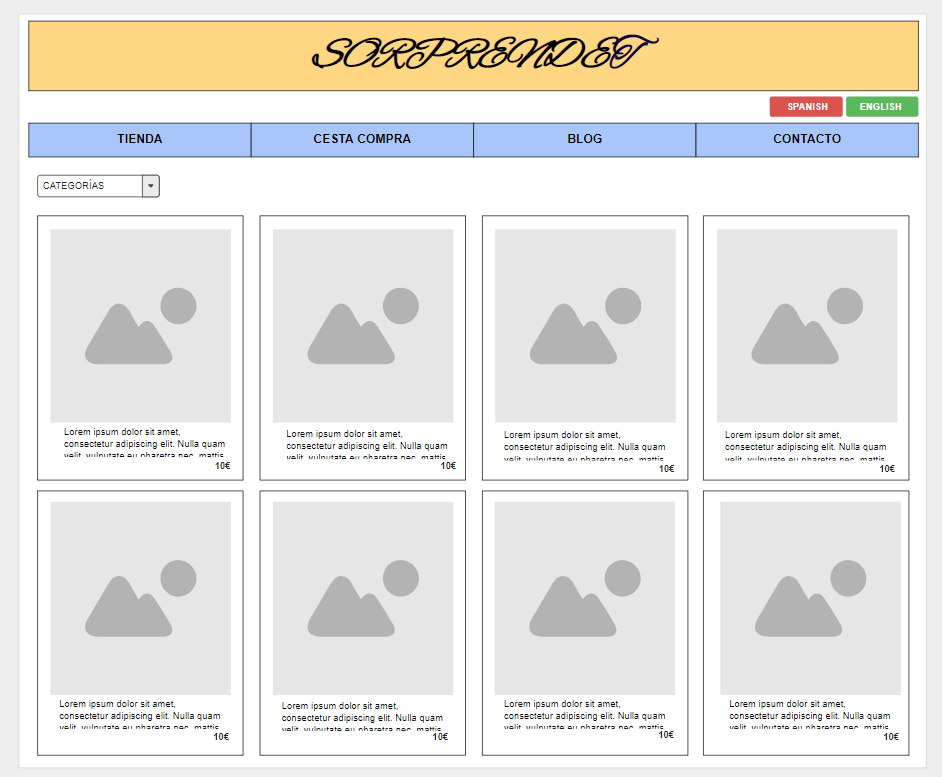 SORPRENDET
SPANISH ENGLISH
TIENDA CESTA COMPRA BLOG CONTACTO
CATEGORÍAS
Lorem ipsum dolor sit amet,
consectetur adipiscing elit. Nulla quam
velit, vulputate eu pharetra nec, mattis
10€
Lorem ipsum dolor sit amet,
consectetur adipiscing elit. Nulla quam
velit, vulputate eu pharetra nec, mattis
10€
Lorem ipsum dolor sit amet,
consectetur adipiscing elit. Nulla quam
velit, vulputate eu pharetra nec, mattis
10€
Lorem ipsum dolor sit amet,
consectetur adipiscing elit. Nulla quam
velit, vulputate eu pharetra nec, mattis
10€
Lorem ipsum dolor sit amet,
consectetur adipiscing elit. Nulla quam
velit, vulputate eu pharetra nec, mattis
10€
Lorem ipsum dolor sit amet,
consectetur adipiscing elit. Nulla quam
velit, vulputate eu pharetra nec, mattis
10€
Lorem ipsum dolor sit amet,
consectetur adipiscing elit. Nulla quam
velit, vulputate eu pharetra nec, mattis
10€
Lorem ipsum dolor sit amet,
consectetur adipiscing elit. Nulla quam
velit, vulputate eu pharetra nec, mattis
10€